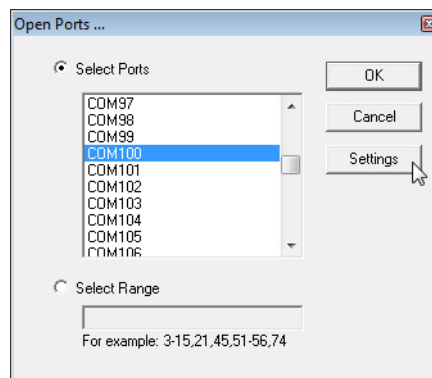 Open Ports ...
Select Ports
OK
COM97
COM98
Cancel
COM99
COM100
COM101
Settings
COM102
COM103
COM104
COM105
COM106
Select Range
For example: 3-15,21,45,51-56,74